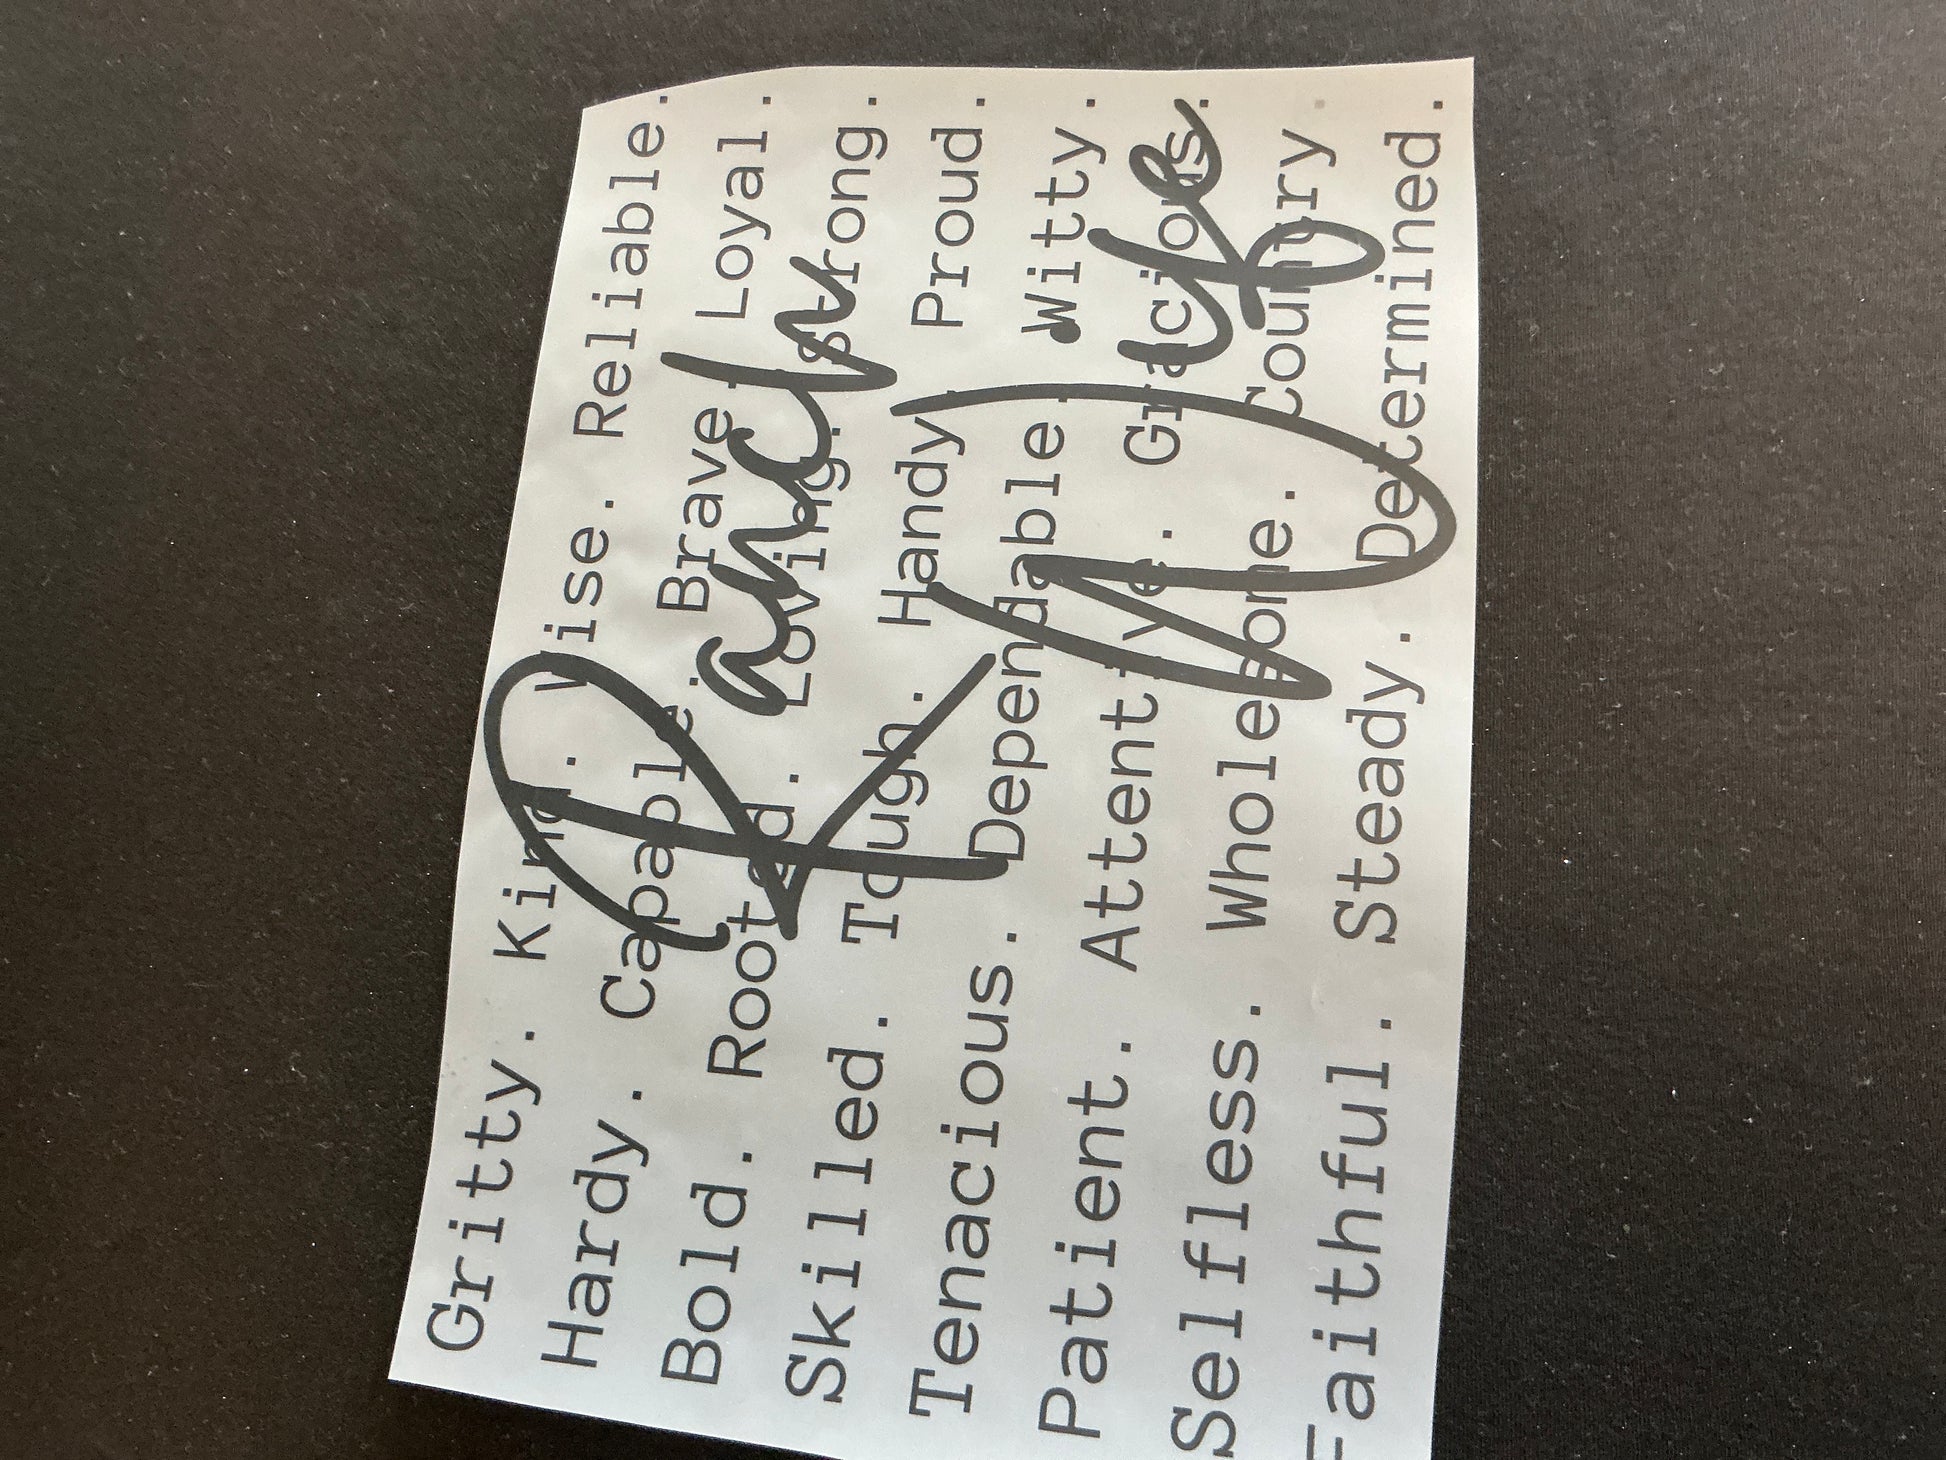 Gritty. Kind. Wise. Reliable.
Hardy. Capable. Brave. Loyal.
Bold. Rooted. Loving. Strong.
Skilled. Tough. Handy. Proud.
Tenacious. Dependable. Witty.
Patient. Attentive. Gracious.
Selfless. Wholesome. Country.
Faithful. Steady. Determined.
Ranch
Wife